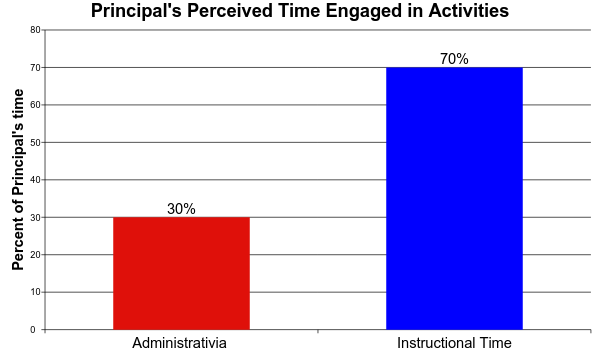 Principal's Perceived Time Engaged in Activities
Percent of Principal's time
80
70
60
50
40
30
20
10
0
30%
70%
Administrativia
Instructional Time